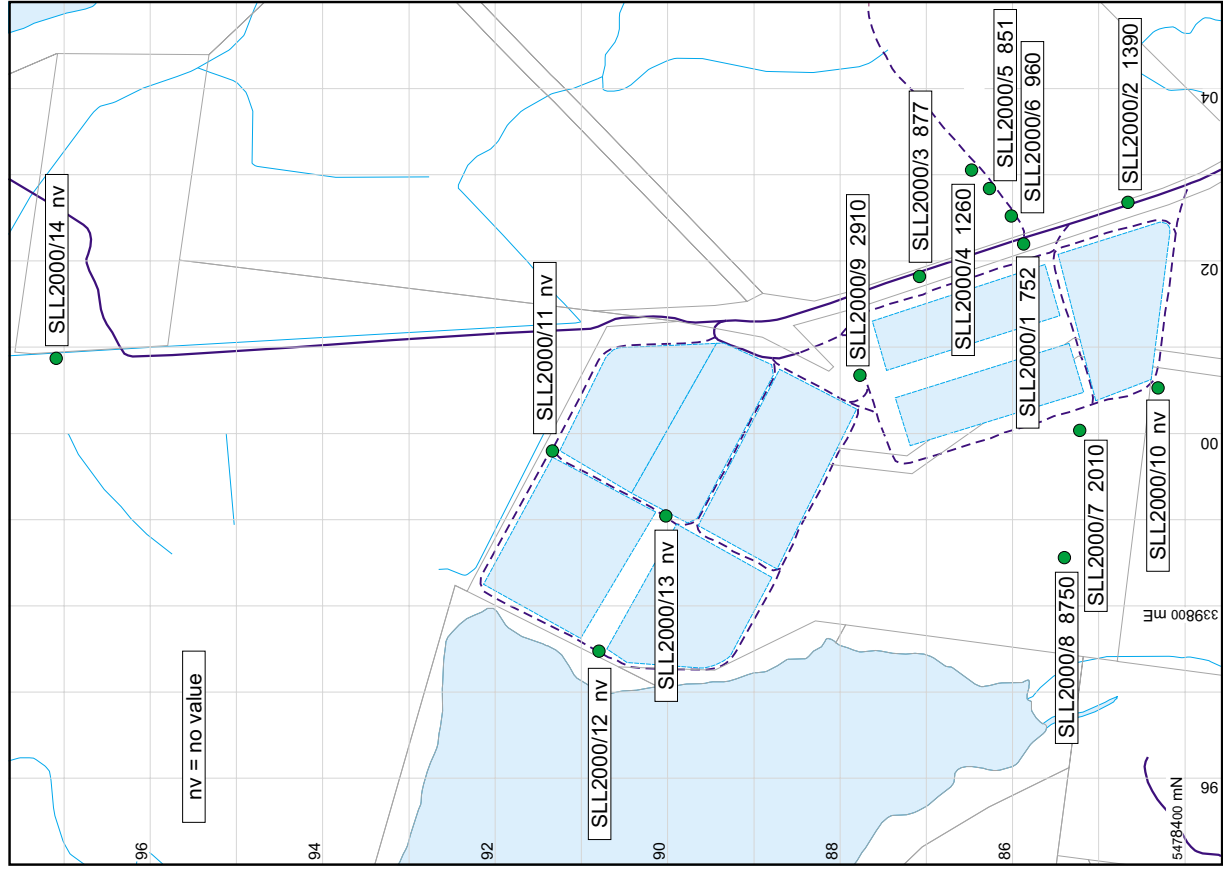 SLL2000/14 nv
nv = no value
SLL2000/11 nv
SLL2000/12 nv
SLL2000/13 nv
SLL2000/9 2910
SLL2000/3 877
SLL2000/4 1260
SLL2000/5 851
SLL2000/6 960
SLL2000/1 752
SLL2000/2 1390
SLL2000/8 8750
SLL2000/7 2010
SLL2000/10 nv
96
94
92
90
88
86
5478400 mN
96
339800 mE
00
02
04